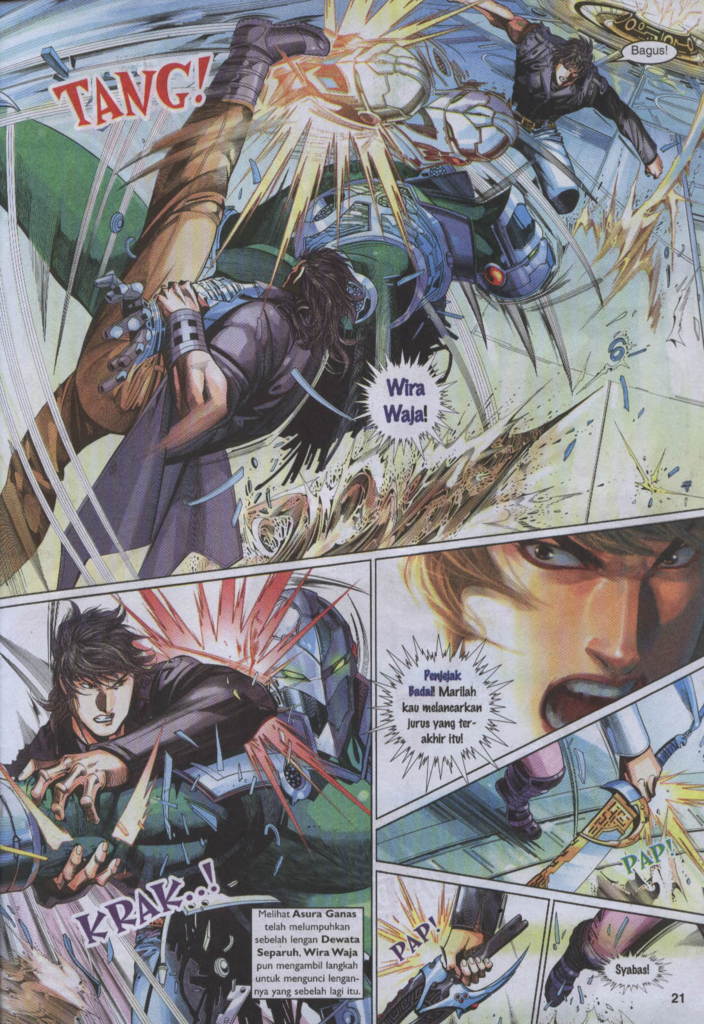 TANG!
Bagus!
Wira
Waja!
Penjejak
Badai! Marilah
kau melancarkan
jurus yang ter-
akhir itu!
KRAK..!
Melihat Asura Ganas
telah melumpuhkan
sebelah lengan Dewata
Separuh, Wira Waja
pun mengambil langkah
untuk mengunci lengan-
nya yang sebelah lagi itu.
PAP!
PAP!
Syabas!
21